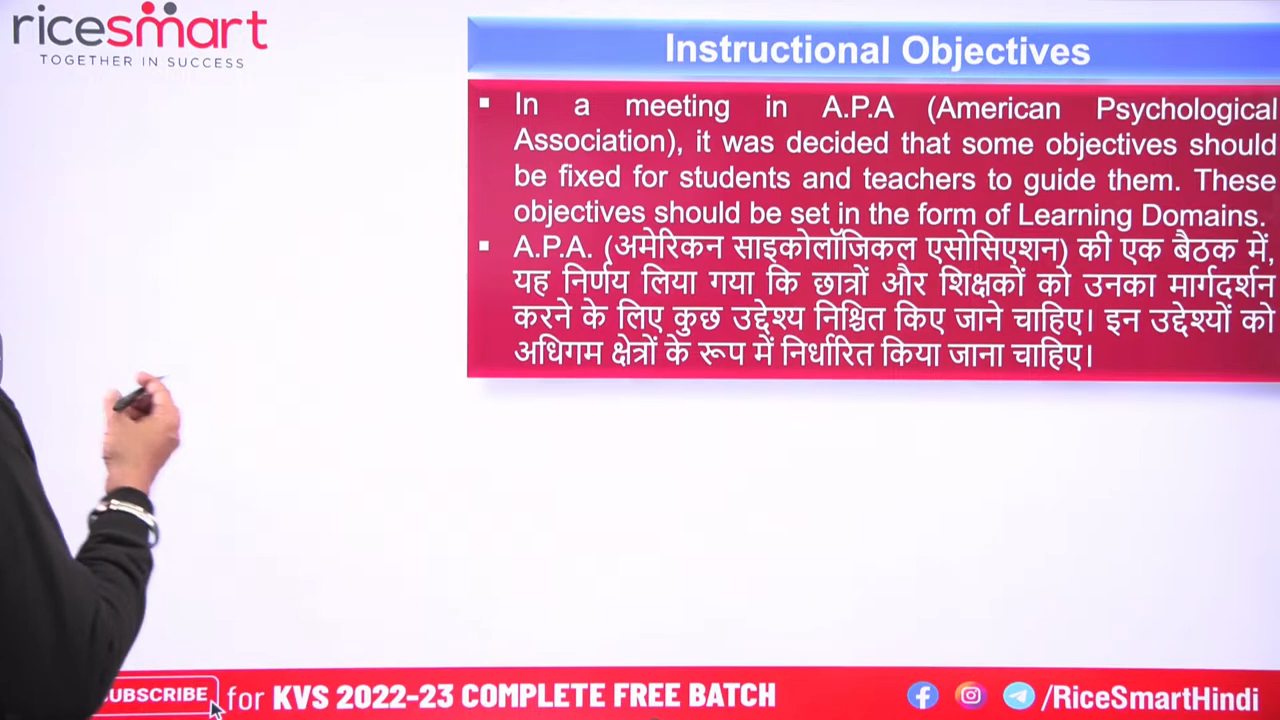 ricesmart
TOGETHER IN SUCCESS
Instructional Objectives
▪ In a meeting in A.P.A (American Psychological
Association), it was decided that some objectives should
be fixed for students and teachers to guide them. These
objectives should be set in the form of Learning Domains.
▪ A.P.A. (अमेरिकन साइकोलॉजिकल एसोसिएशन) की एक बैठक में,
यह निर्णय लिया गया कि छात्रों और शिक्षकों को उनका मार्गदर्शन
करने के लिए कुछ उद्देश्य निश्चित किए जाने चाहिए। इन उद्देश्यों को
अधिगम क्षेत्रों के रूप में निर्धारित किया जाना चाहिए।
UBSCRIBE for KVS 2022-23 COMPLETE FREE BATCH
/RiceSmartHindi